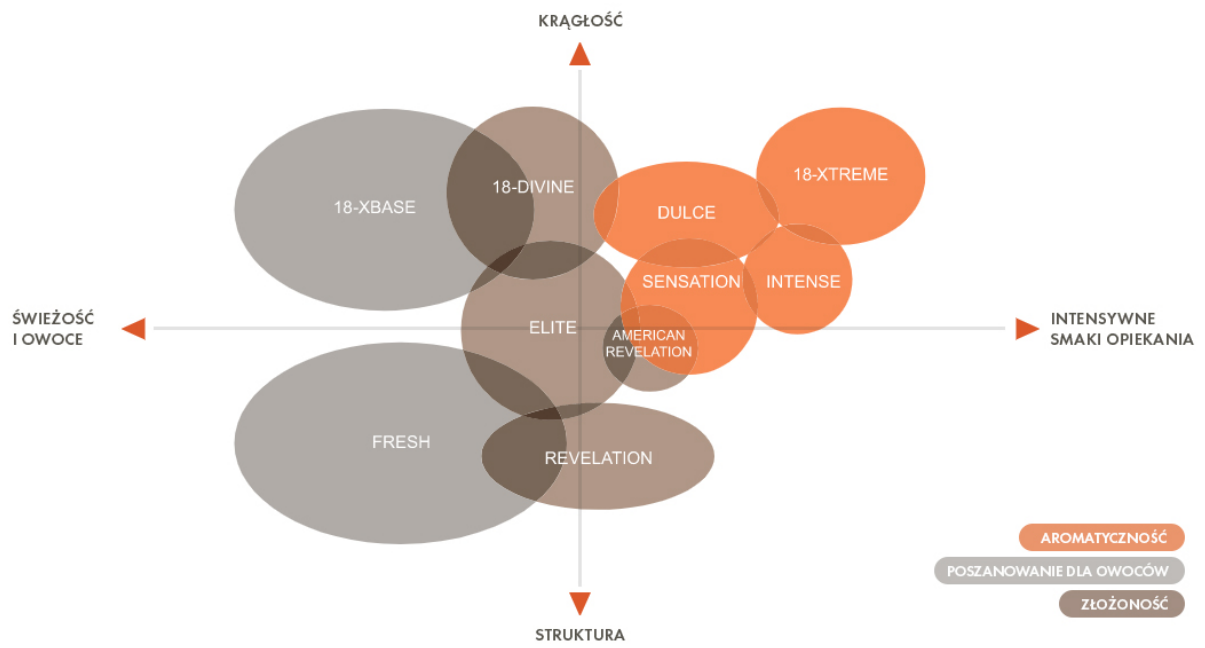 KRĄGŁOŚĆ
18-XTREME
18-DIVINE
18-XBASE
DULCE
SENSATION
INTENSE
ŚWIEŻOŚĆ
I OWOCE
ELITE
AMERICAN
REVELATION
INTENSYWNE
SMAKI OPIEKANIA
FRESH
REVELATION
AROMATYCZNOŚĆ
POSZANOWANIE DLA OWOCÓW
ZŁOŻONOŚĆ
STRUKTURA